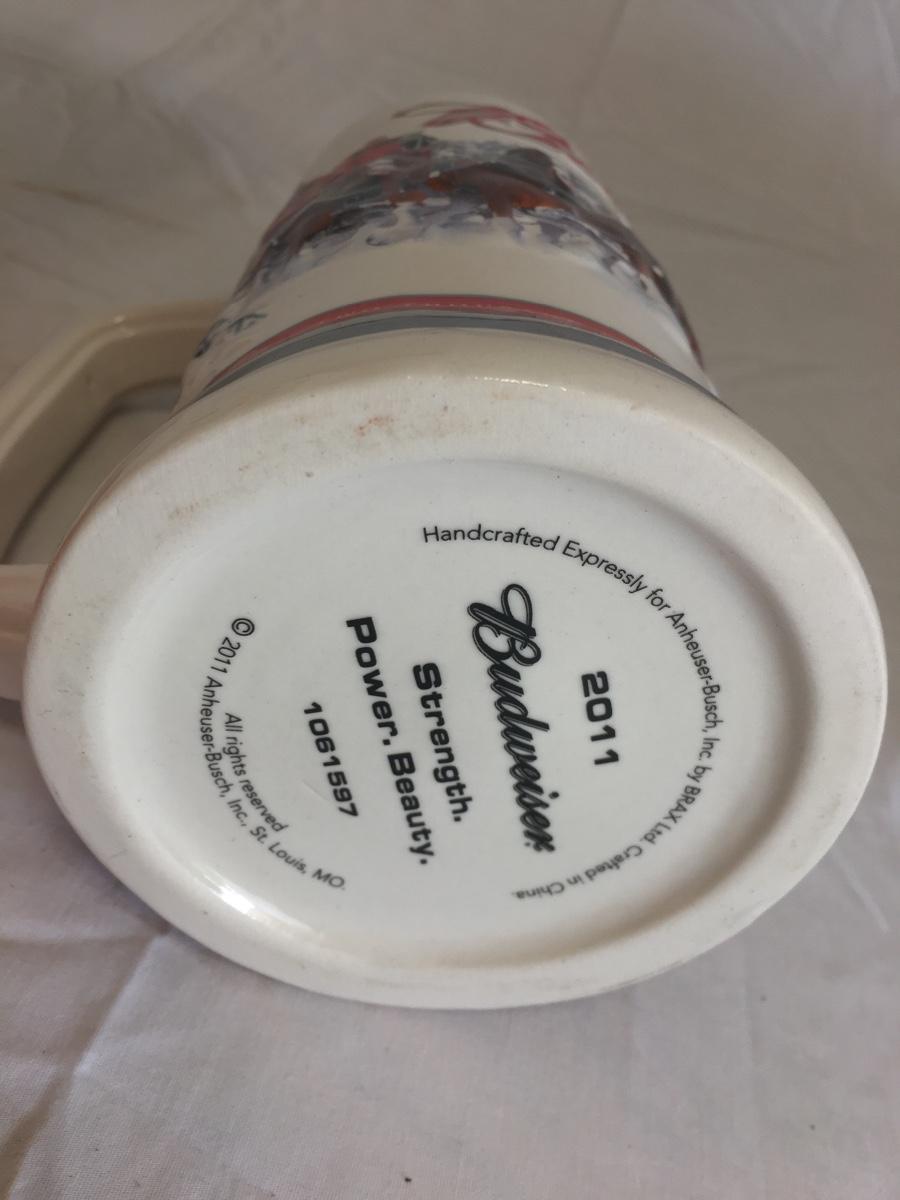 Handcrafted Expressly for Anheuser-Busch, Inc. by BRAX Ltd. Crafted in China.
2011
Budweiser
Strength.
Power. Beauty.
1061597
All rights reserved
© 2011 Anheuser-Busch, Inc., St. Louis, MO.